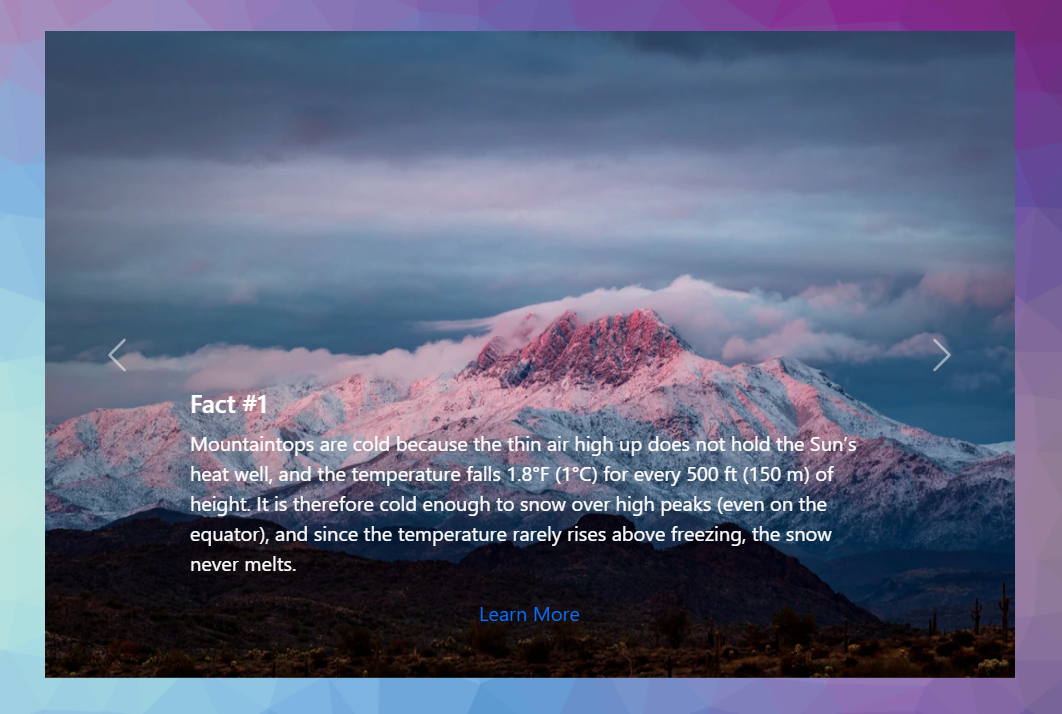 Fact #1
Mountaintops are cold because the thin air high up does not hold the Sun's
heat well, and the temperature falls 1.8°F (1°C) for every 500 ft (150 m) of
height. It is therefore cold enough to snow over high peaks (even on the
equator), and since the temperature rarely rises above freezing, the snow
never melts.
Learn More